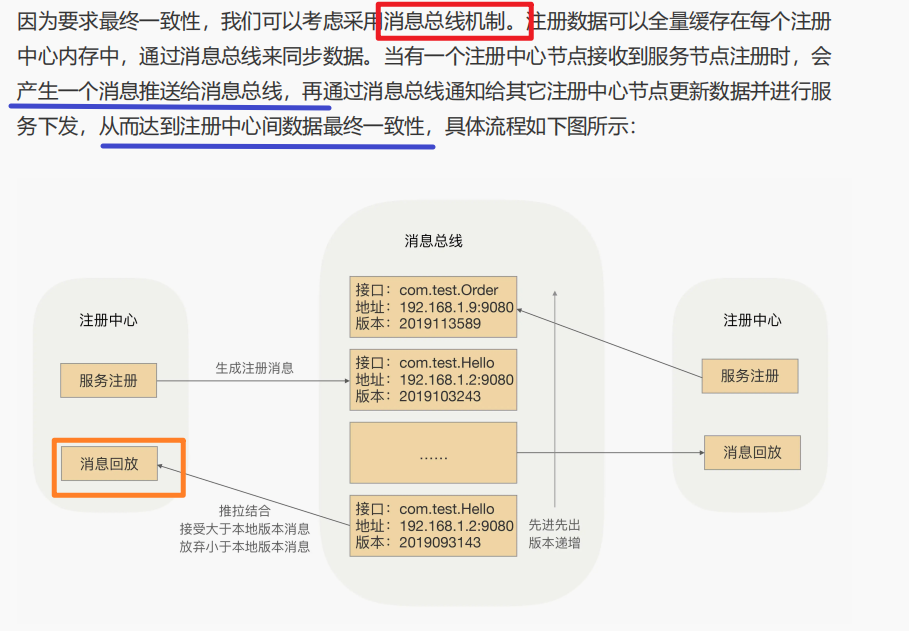 因为要求最终一致性，我们可以考虑采用消息总线机制。注册数据可以全量缓存在每个注册
中心内存中，通过消息总线来同步数据。当有一个注册中心节点接收到服务节点注册时，会
产生一个消息推送给消息总线，再通过消息总线通知给其它注册中心节点更新数据并进行服
务下发，从而达到注册中心间数据最终一致性，具体流程如下图所示：
消息总线
注册中心
服务注册
消息回放
生成注册消息
推拉结合
接受大于本地版本消息
放弃小于本地版本消息
接口：com.test.Order
地址：192.168.1.9:9080
版本：2019113589
接口：com.test.Hello
地址：192.168.1.2:9080
版本：2019103243
……
接口：com.test.Hello
地址：192.168.1.2:9080
版本：2019093143
先进先出
版本递增
注册中心
服务注册
消息回放